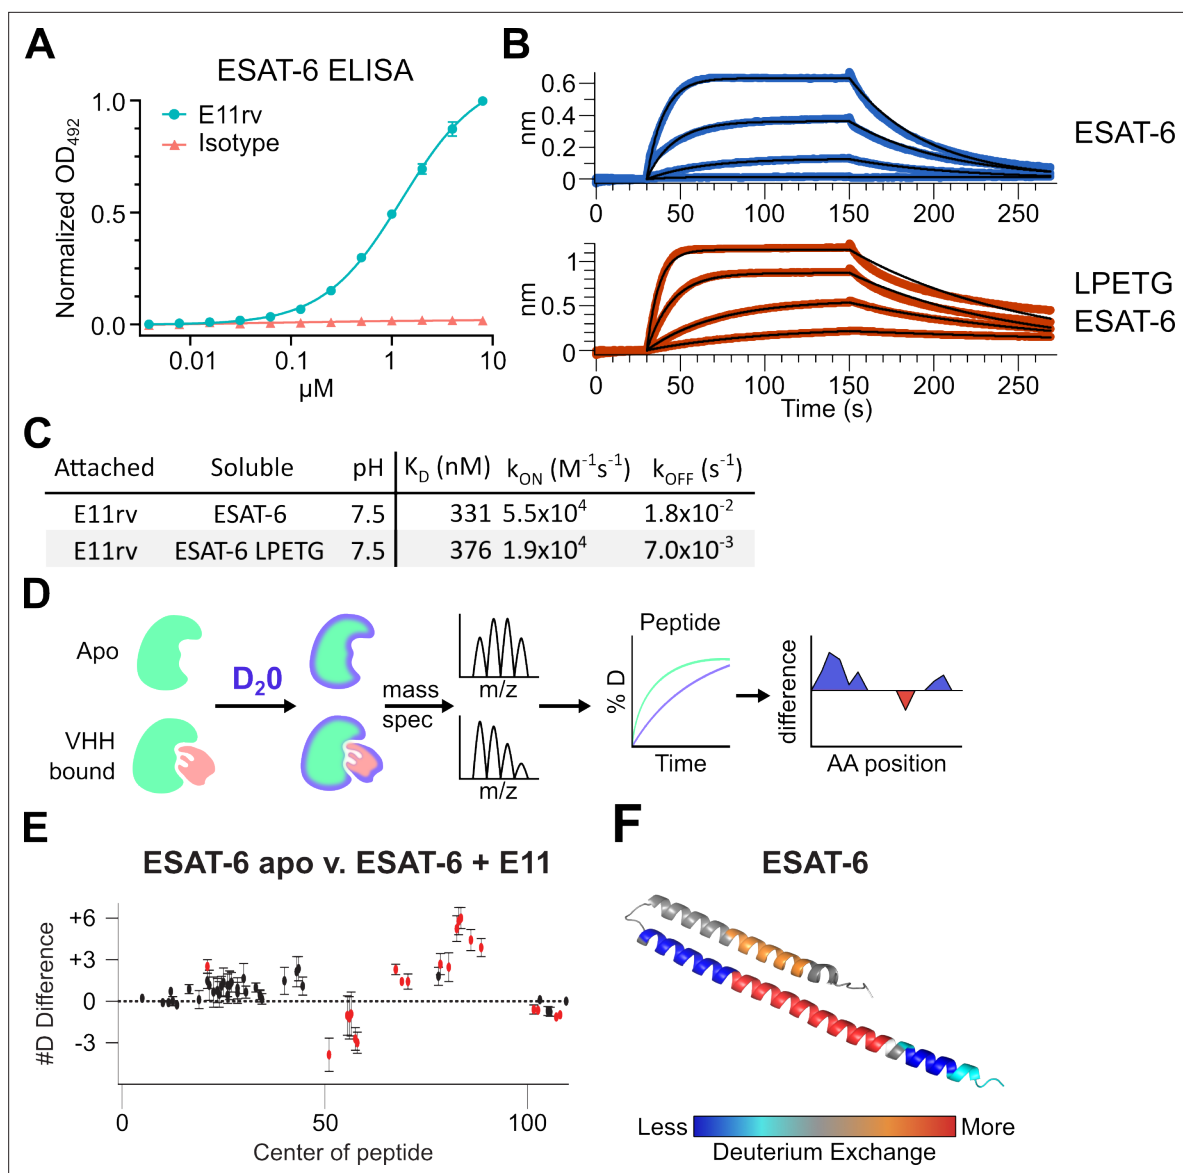 A
ESAT-6 ELISA
Normalized OD492
1.0
0.5
0.0
E11rv
Isotype
0.01 0.1 1 10
µM
B
nm
0.6
0.4
0.2
0
0 50 100 150 200 250
ESAT-6
nm
1
0.5
0
0 50 100 150 200 250
Time (s)
LPETG
ESAT-6
C
Attached Soluble pH KD (nM) kON (M-1s-1) kOFF (s-1)
E11rv ESAT-6 7.5 331 5.5x10^4 1.8x10^-2
E11rv ESAT-6 LPETG 7.5 376 1.9x10^4 7.0x10^-3
D
Apo
VHH
bound
D20
mass
spec
m/z
m/z
Peptide
% D
Time
difference
AA position
E
ESAT-6 apo v. ESAT-6 + E11
#D Difference
+6
+3
0
-3
0 50 100
Center of peptide
F
ESAT-6
Less More
Deuterium Exchange